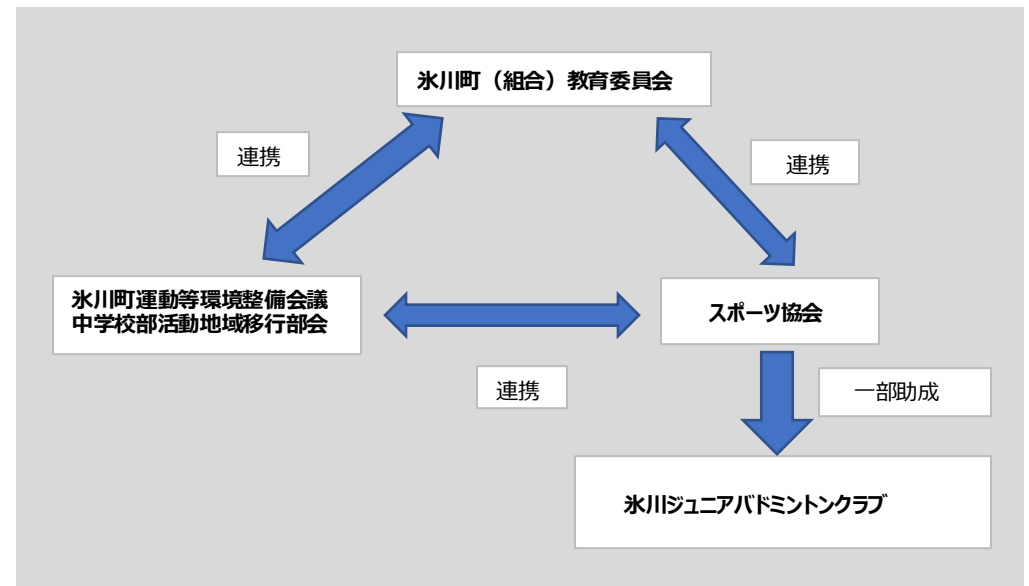 氷川町（組合）教育委員会
連携
連携
氷川町運動等環境整備会議
中学校部活動地域移行部会
スポーツ協会
連携
一部助成
氷川ジュニアバドミントンクラブ